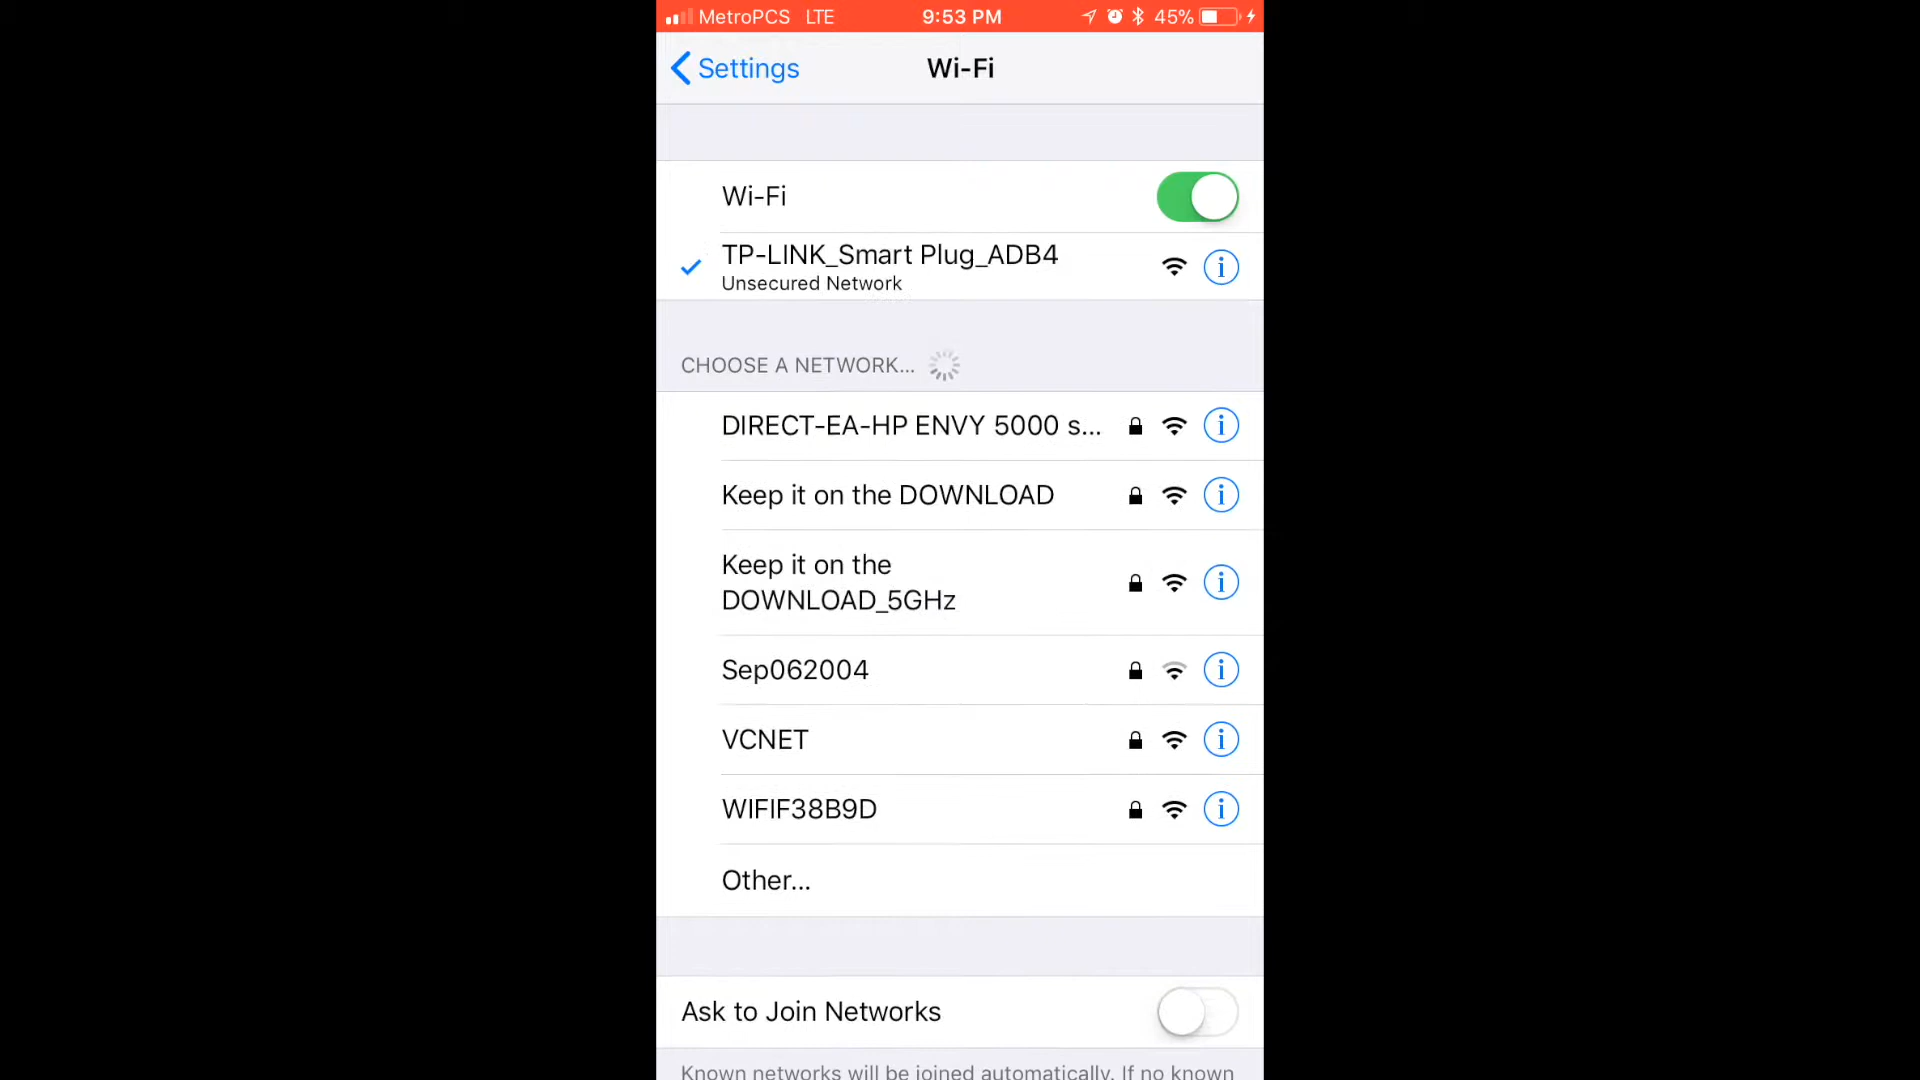 MetroPCS LTE 9:53 PM 45%
Settings Wi-Fi
Wi-Fi
TP-LINK_Smart Plug_ADB4
Unsecured Network
CHOOSE A NETWORK...
DIRECT-EA-HP ENVY 5000 s...
Keep it on the DOWNLOAD
Keep it on the
DOWNLOAD_5GHz
Sep062004
VCNET
WIFIF38B9D
Other...
Ask to Join Networks
Known networks will be joined automatically. If no known